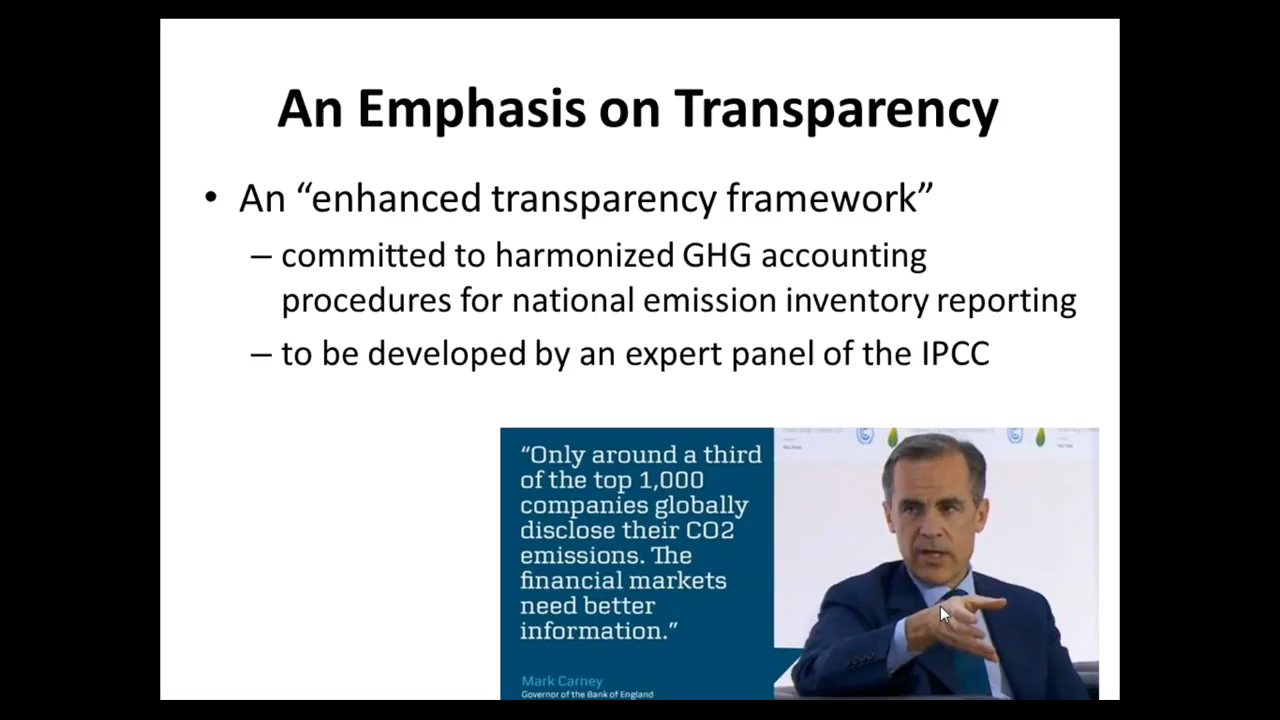 An Emphasis on Transparency
• An “enhanced transparency framework”
– committed to harmonized GHG accounting
procedures for national emission inventory reporting
– to be developed by an expert panel of the IPCC
“Only around a third
of the top 1,000
companies globally
disclose their CO2
emissions. The
financial markets
need better
information.”
Mark Carney
Governor of the Bank of England